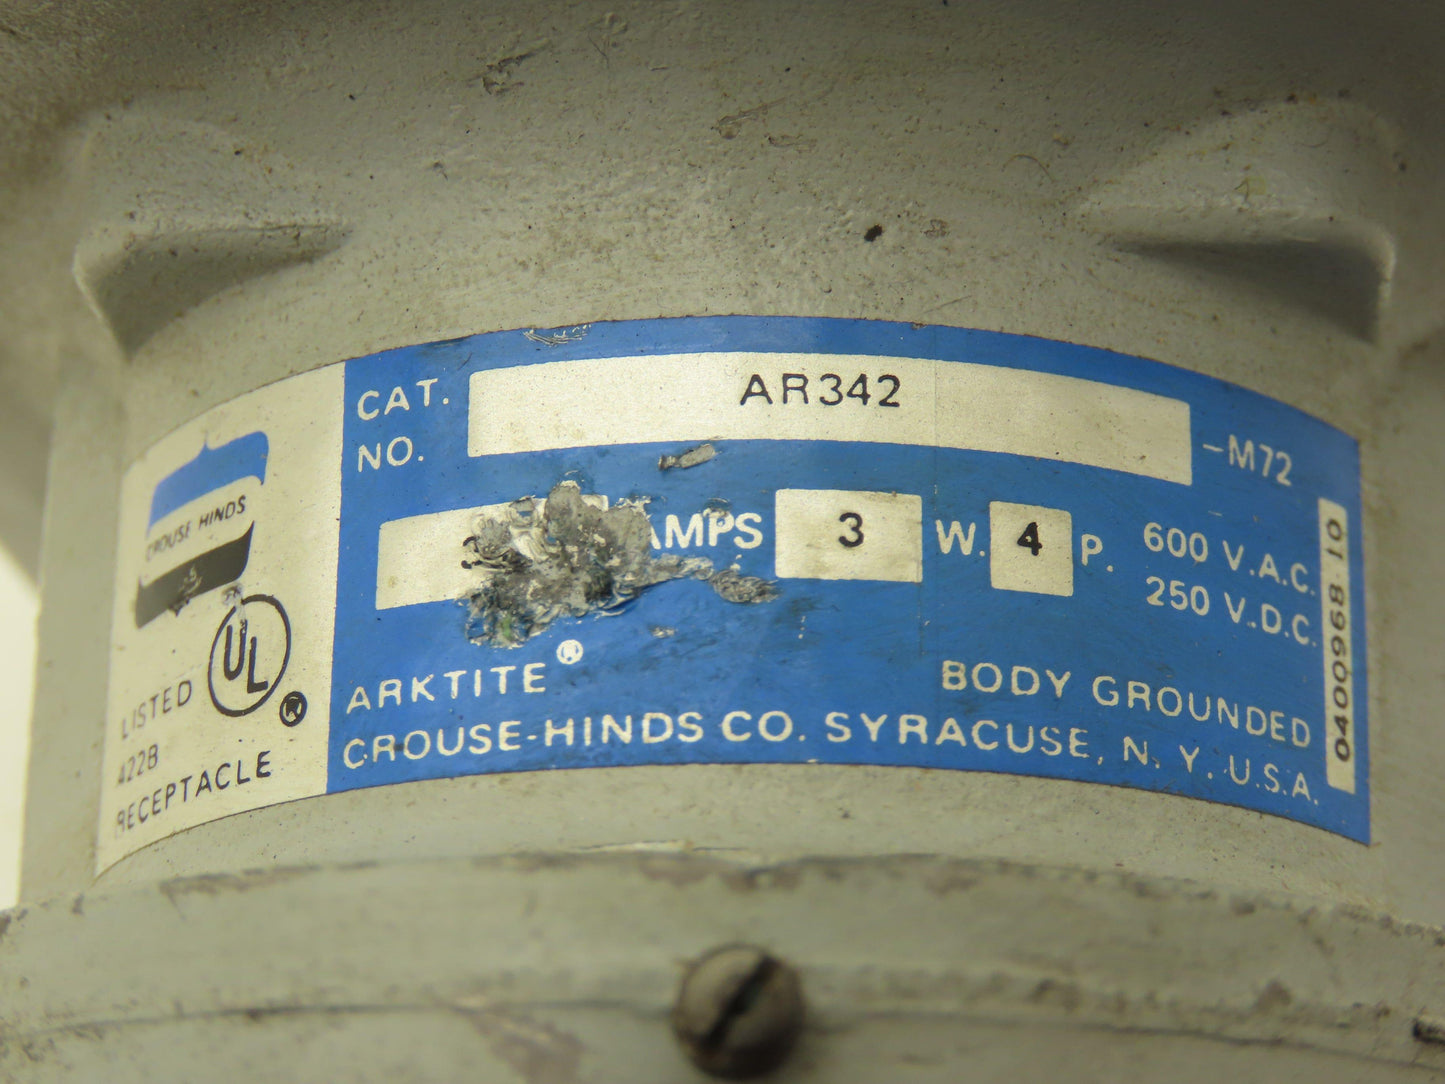 CROUSE HINDS
UL ®
LISTED
422B
RECEPTACLE
CAT. NO. AR342 -M72
AMPS 3 W. 4 P. 600 V.A.C.
250 V.D.C.
ARKTITE®
BODY GROUNDED
CROUSE-HINDS CO. SYRACUSE, N.Y. U.S.A.
0400968 10